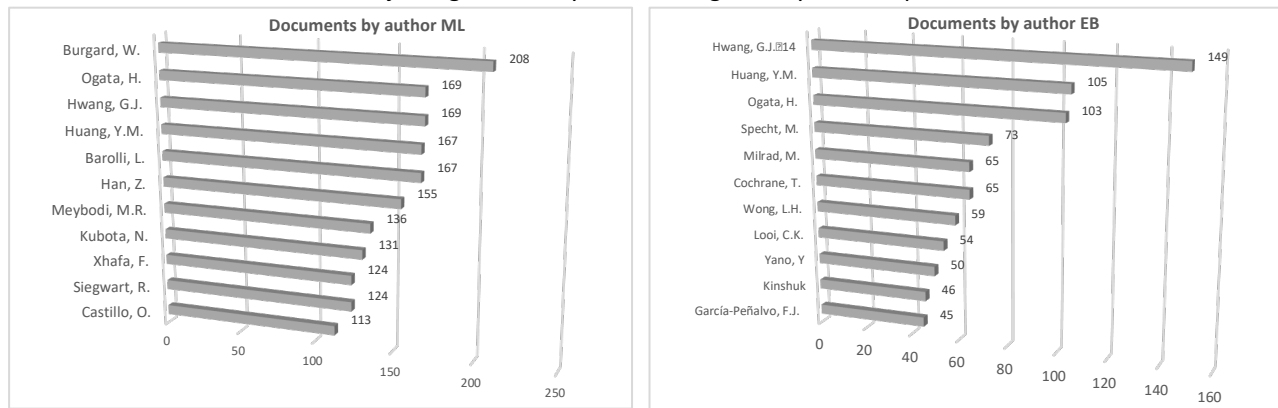 Documents by author ML
Burgard, W.
208
Ogata, H.
169
Hwang, G.J.
169
Huang, Y.M.
167
Barolli, L.
167
Han, Z.
155
Meybodi, M.R.
136
Kubota, N.
131
Xhafa, F.
124
Siegwart, R.
124
Castillo, O.
113
0
50
100
150
200
250
Documents by author EB
Hwang, G.J.⍰14
149
Huang, Y.M.
105
Ogata, H.
103
Specht, M.
73
Milrad, M.
65
Cochrane, T.
65
Wong, L.H.
59
Looi, C.K.
54
Yano, Y
50
Kinshuk
46
García-Peñalvo, F.J.
45
0
20
40
60
80
100
120
140
160